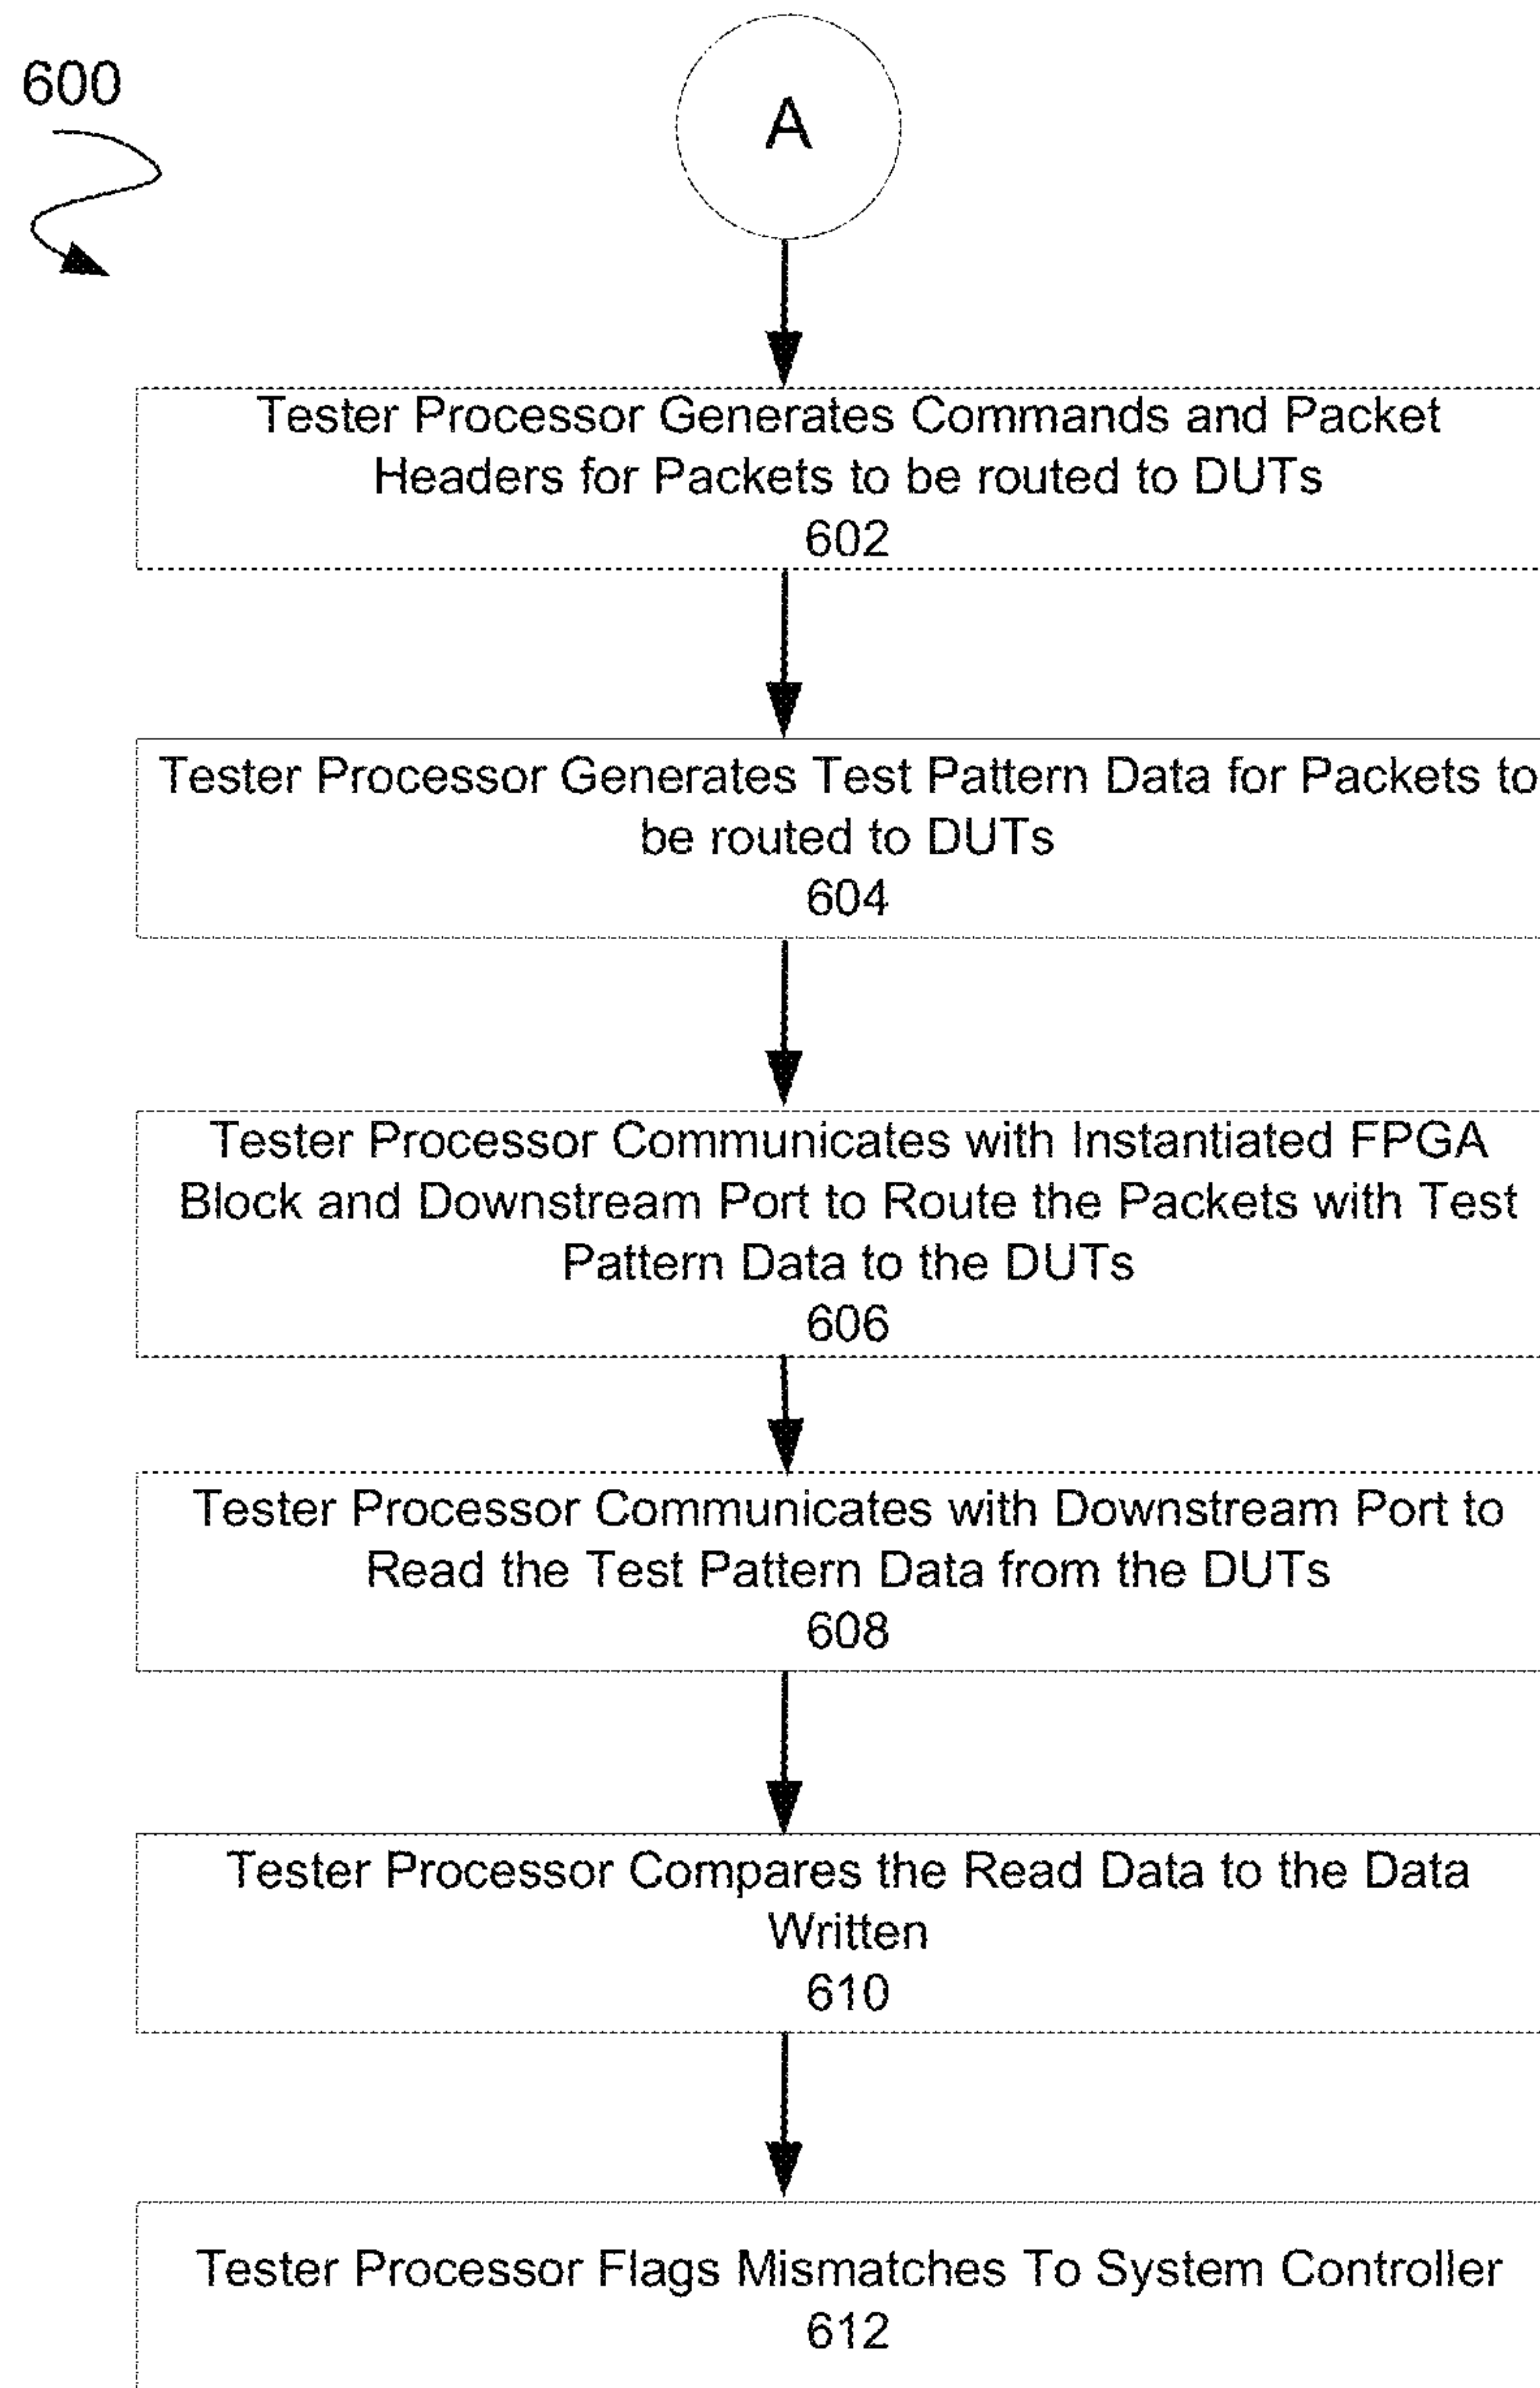 600
A
Tester Processor Generates Commands and Packet
Headers for Packets to be routed to DUTs
602
Tester Processor Generates Test Pattern Data for Packets to
be routed to DUTs
604
Tester Processor Communicates with Instantiated FPGA
Block and Downstream Port to Route the Packets with Test
Pattern Data to the DUTs
606
Tester Processor Communicates with Downstream Port to
Read the Test Pattern Data from the DUTs
608
Tester Processor Compares the Read Data to the Data
Written
610
Tester Processor Flags Mismatches To System Controller
612